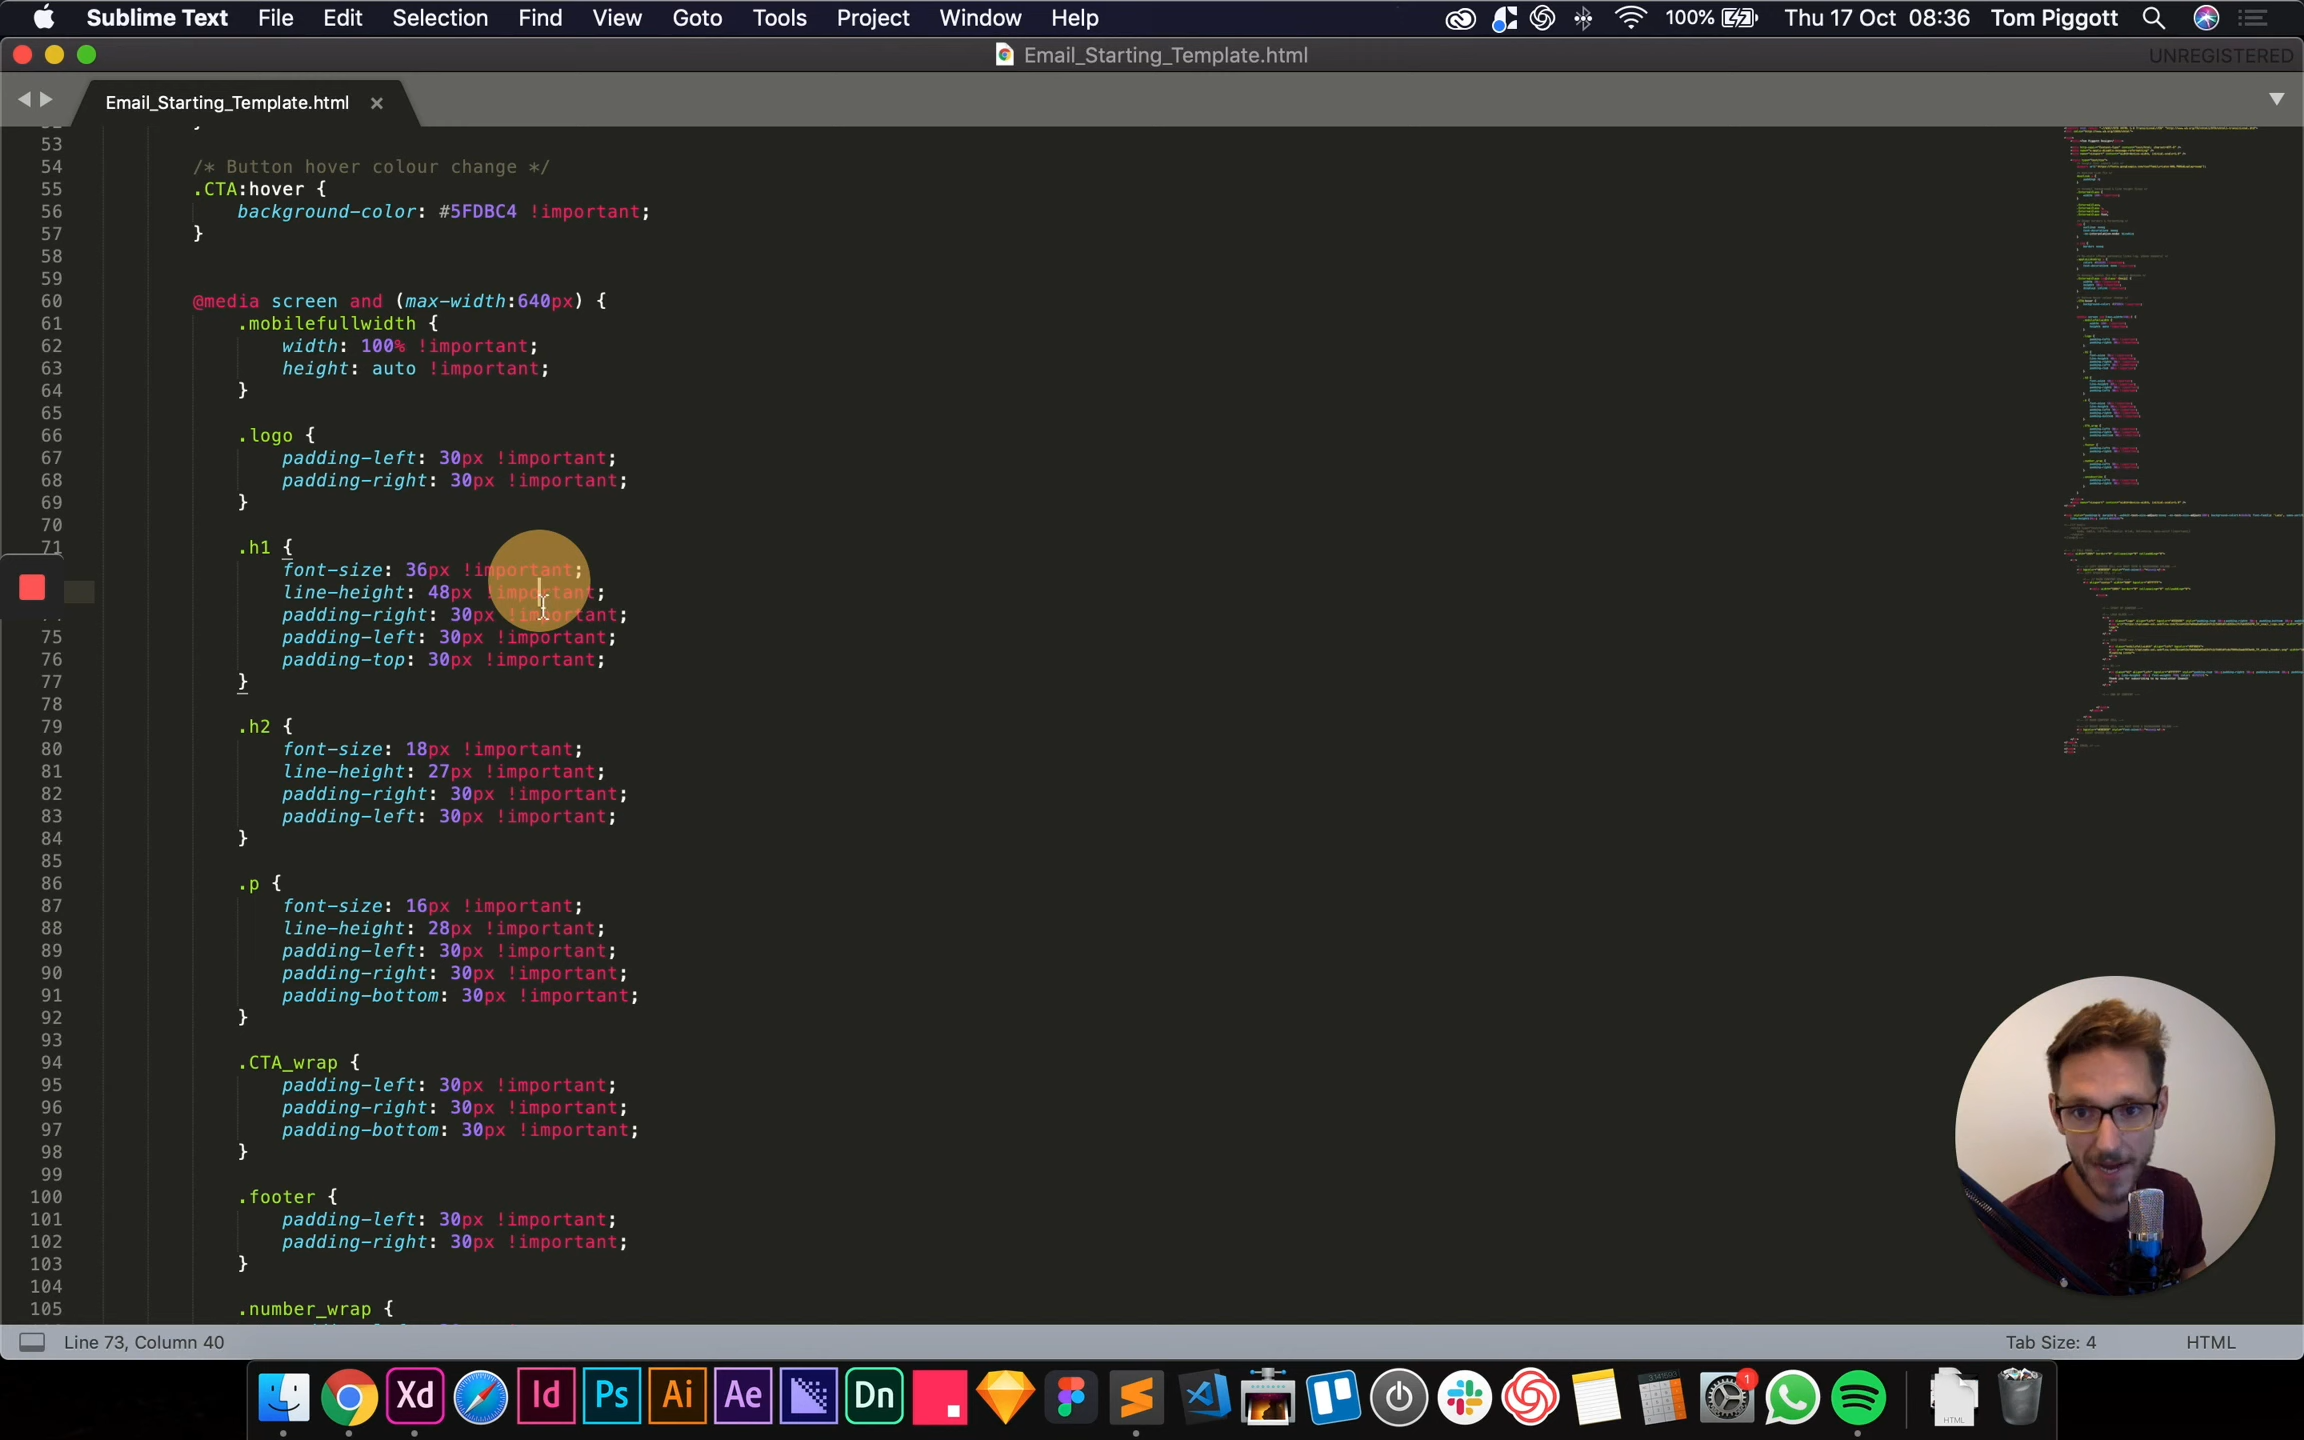 Sublime Text File Edit Selection Find View Goto Tools Project Window Help 100% Thu 17 Oct 08:36 Tom Piggott
Email_Starting_Template.html UNREGISTERED
Email_Starting_Template.html ×
53
54 /* Button hover colour change */
55 .CTA:hover {
56 background-color: #5FDBC4 !important;
57 }
58
59
60 @media screen and (max-width:640px) {
61 .mobilefullwidth {
62 width: 100% !important;
63 height: auto !important;
64 }
65
66 .logo {
67 padding-left: 30px !important;
68 padding-right: 30px !important;
69 }
70
71 .h1 {
font-size: 36px !important;
line-height: 48px !important;
padding-right: 30px !important;
75 padding-left: 30px !important;
76 padding-top: 30px !important;
77 }
78
79 .h2 {
80 font-size: 18px !important;
81 line-height: 27px !important;
82 padding-right: 30px !important;
83 padding-left: 30px !important;
84 }
85
86 .p {
87 font-size: 16px !important;
88 line-height: 28px !important;
89 padding-left: 30px !important;
90 padding-right: 30px !important;
91 padding-bottom: 30px !important;
92 }
93
94 .CTA_wrap {
95 padding-left: 30px !important;
96 padding-right: 30px !important;
97 padding-bottom: 30px !important;
98 }
99
100 .footer {
101 padding-left: 30px !important;
102 padding-right: 30px !important;
103 }
104
105 .number_wrap {
Line 73, Column 40 Tab Size: 4 HTML
Xd Id Ps Ai Ae Dn 1 HTML